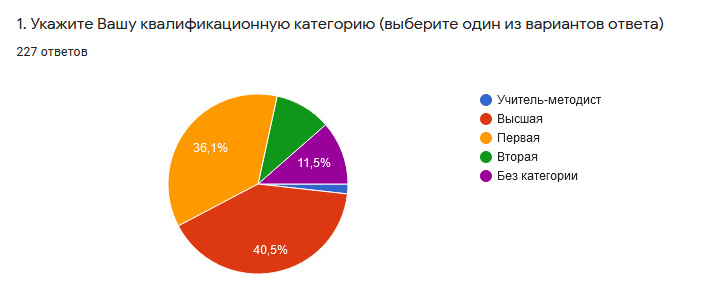 1. Укажите Вашу квалификационную категорию (выберите один из вариантов ответа)
227 ответов
Учитель-методист
Высшая
Первая
Вторая
Без категории
36,1%
11,5%
40,5%